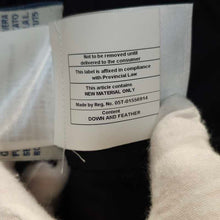 Not to be removed until
delivered to the consumer
This label is affixed in compliance
with Provincial Law
This article contains
NEW MATERIAL ONLY
Made by Reg. No. 05T-01556914
Content
DOWN AND FEATHER